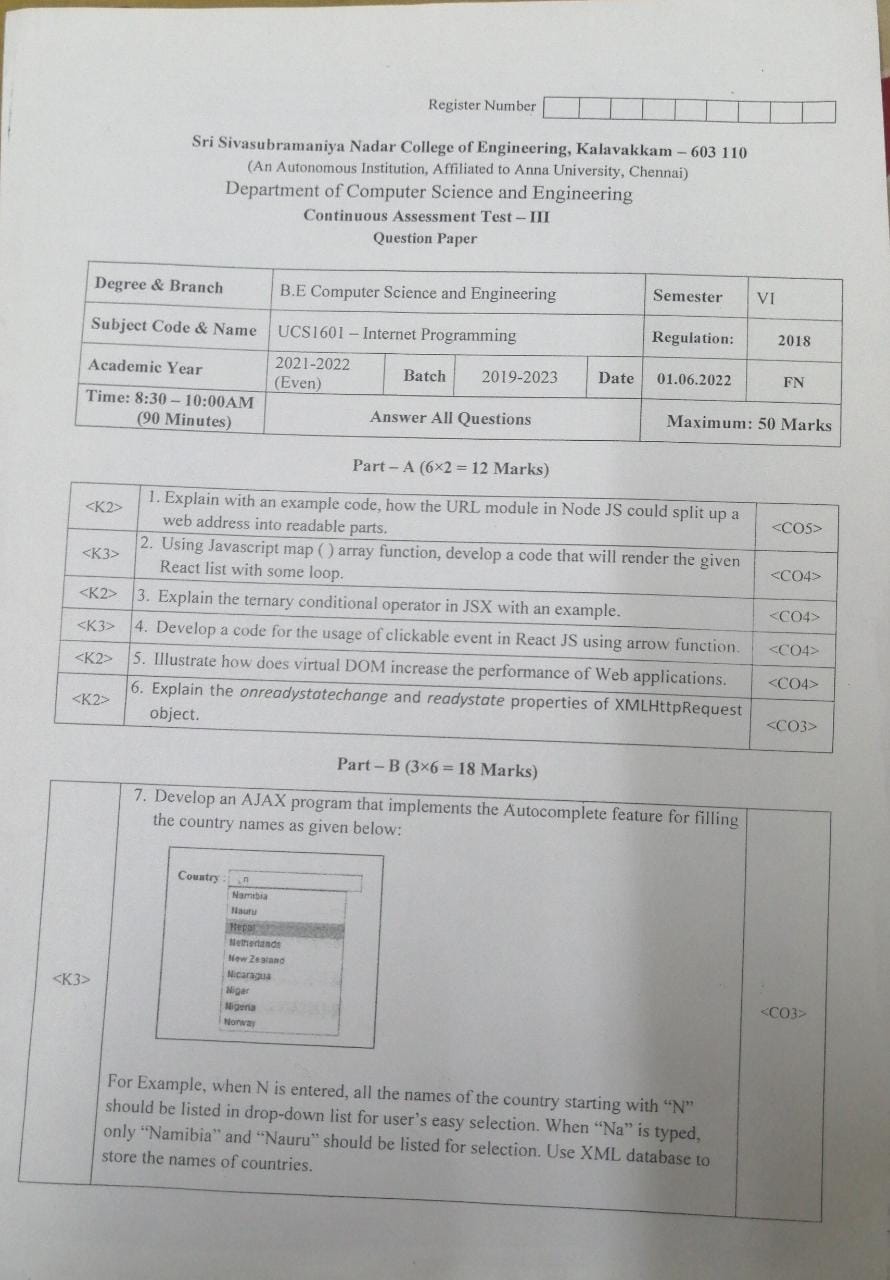 Register Number
Sri Sivasubramaniya Nadar College of Engineering, Kalavakkam – 603 110
(An Autonomous Institution, Affiliated to Anna University, Chennai)
Department of Computer Science and Engineering
Continuous Assessment Test – III
Question Paper
Degree & Branch B.E Computer Science and Engineering Semester VI
Subject Code & Name UCS1601 – Internet Programming Regulation: 2018
Academic Year 2021-2022 (Even) Batch 2019-2023 Date 01.06.2022 FN
Time: 8:30 – 10:00AM
(90 Minutes) Answer All Questions Maximum: 50 Marks
Part – A (6×2 = 12 Marks)
<K2> 1. Explain with an example code, how the URL module in Node JS could split up a
web address into readable parts. <CO5>
<K3> 2. Using Javascript map ( ) array function, develop a code that will render the given
React list with some loop. <CO4>
<K2> 3. Explain the ternary conditional operator in JSX with an example. <CO4>
<K3> 4. Develop a code for the usage of clickable event in React JS using arrow function. <CO4>
<K2> 5. Illustrate how does virtual DOM increase the performance of Web applications. <CO4>
<K2> 6. Explain the onreadystatechange and readystate properties of XMLHttpRequest
object. <CO3>
Part – B (3×6 = 18 Marks)
7. Develop an AJAX program that implements the Autocomplete feature for filling
the country names as given below:
Country : n
Namibia
Nauru
Nepal
Netherlands
New Zealand
Nicaragua
Niger
Nigeria
Norway
<K3>
<CO3>
For Example, when N is entered, all the names of the country starting with “N”
should be listed in drop-down list for user’s easy selection. When “Na” is typed,
only “Namibia” and “Nauru” should be listed for selection. Use XML database to
store the names of countries.